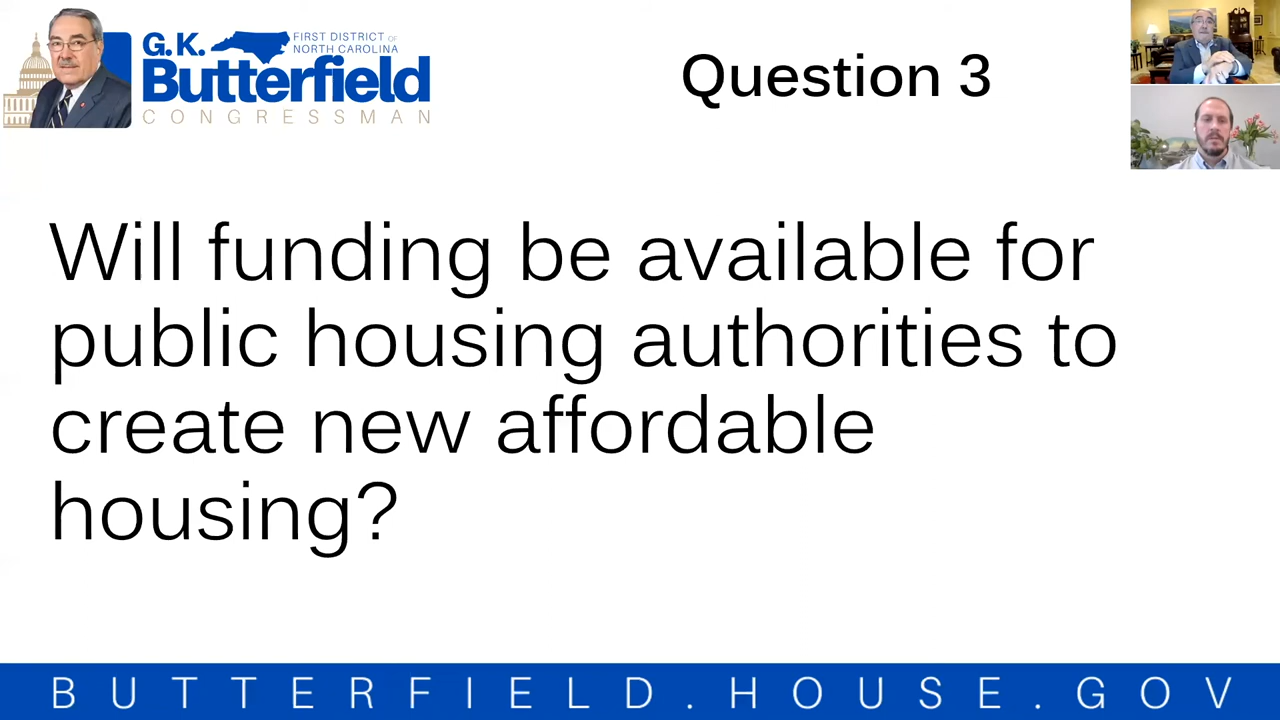 G.K.
FIRST DISTRICT OF
NORTH CAROLINA
Butterfield
CONGRESSMAN
Question 3
Will funding be available for
public housing authorities to
create new affordable
housing?
BUTTERFIELD.HOUSE.GOV